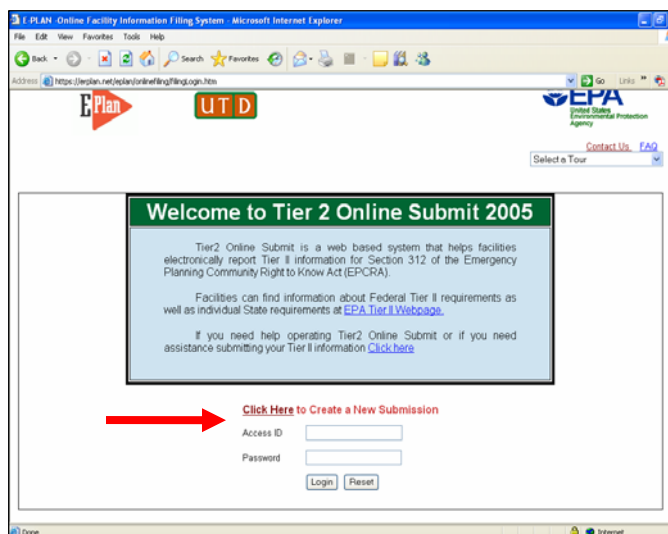 E-PLAN -Online Facility Information Filing System - Microsoft Internet Explorer
File Edit View Favorites Tools Help
Back Search Favorites
Address https://erplan.net/eplan/onlinefiling/filingLogin.htm Go Links »
E Plan UTD EPA
United States
Environmental Protection
Agency
Contact Us FAQ
Select a Tour
Welcome to Tier 2 Online Submit 2005
Tier2 Online Submit is a web based system that helps facilities
electronically report Tier II information for Section 312 of the Emergency
Planning Community Right to Know Act (EPCRA).
Facilities can find information about Federal Tier II requirements as
well as individual State requirements at EPA Tier II Webpage.
If you need help operating Tier2 Online Submit or if you need
assistance submitting your Tier II information Click here
Click Here to Create a New Submission
Access ID
Password
Login Reset
Done Internet